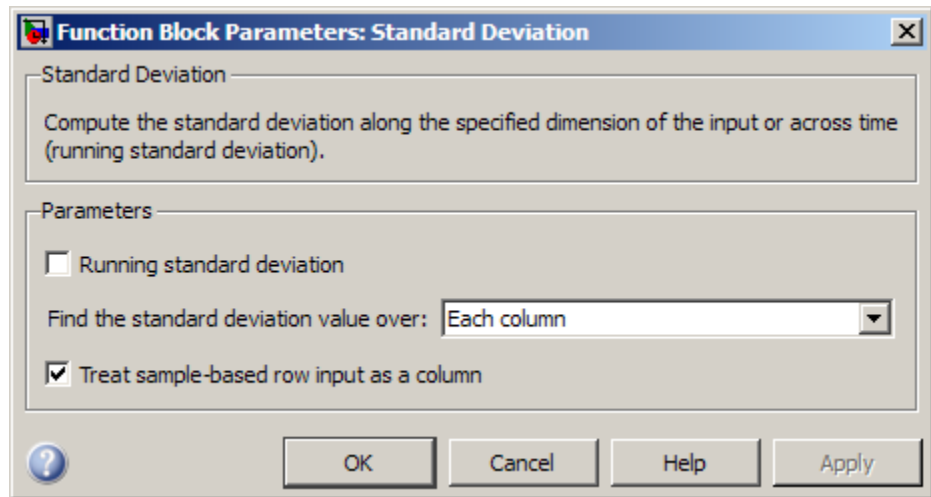 Function Block Parameters: Standard Deviation
Standard Deviation
Compute the standard deviation along the specified dimension of the input or across time
(running standard deviation).
Parameters
Running standard deviation
Find the standard deviation value over: Each column
Treat sample-based row input as a column
OK Cancel Help Apply